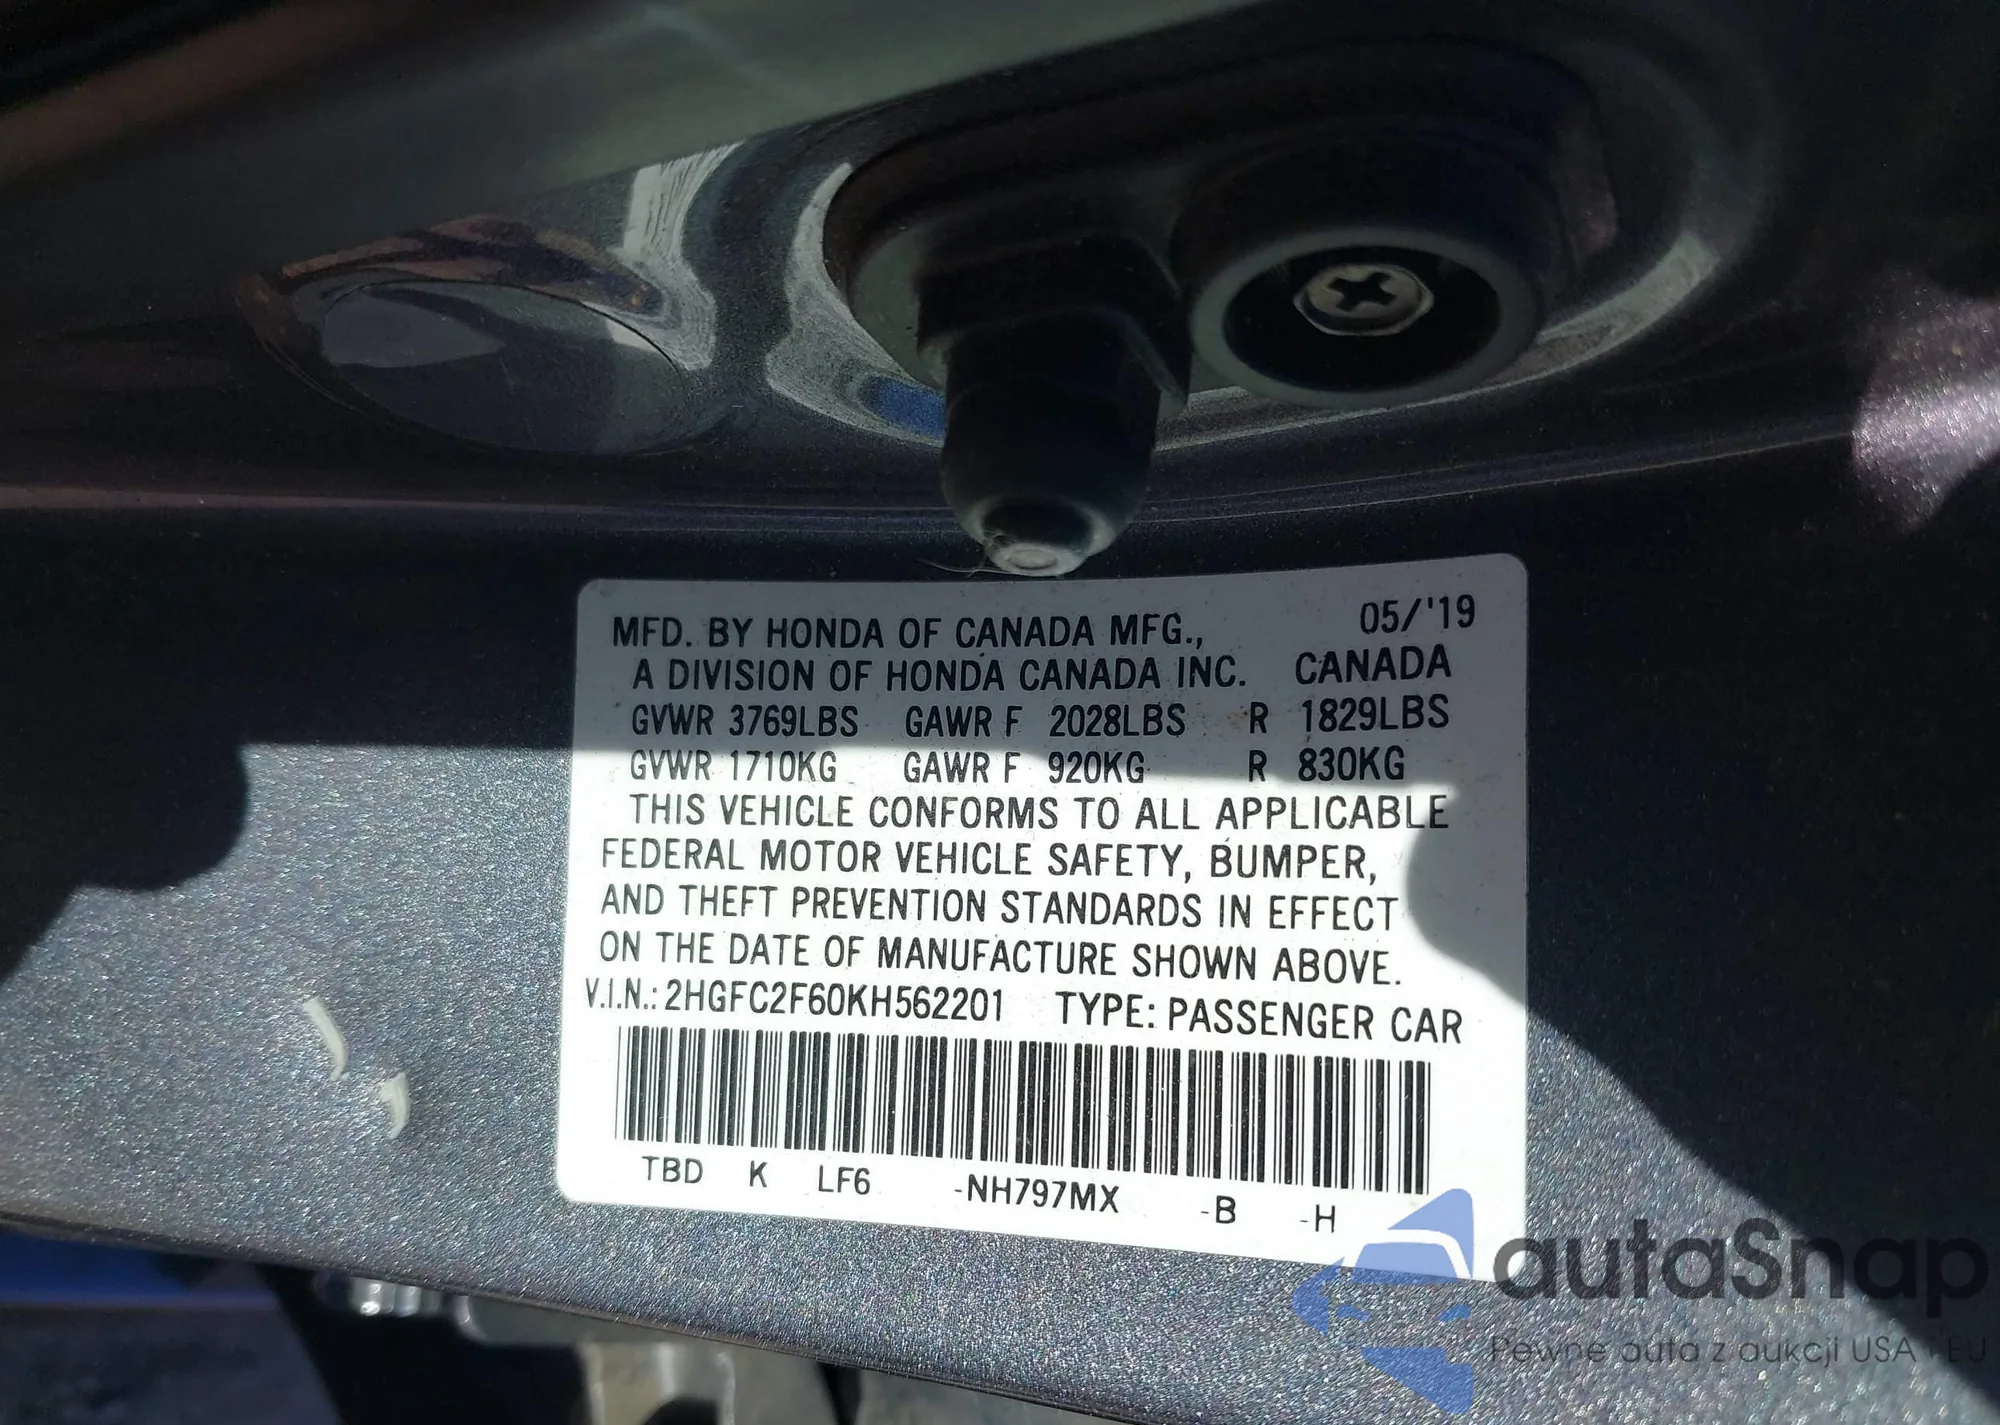 MFD. BY HONDA OF CANADA MFG., 05/'19
A DIVISION OF HONDA CANADA INC. CANADA
GVWR 3769LBS GAWR F 2028LBS R 1829LBS
GVWR 1710KG GAWR F 920KG R 830KG
THIS VEHICLE CONFORMS TO ALL APPLICABLE
FEDERAL MOTOR VEHICLE SAFETY, BUMPER,
AND THEFT PREVENTION STANDARDS IN EFFECT
ON THE DATE OF MANUFACTURE SHOWN ABOVE.
V.I.N.: 2HGFC2F60KH562201 TYPE: PASSENGER CAR
TBD K LF6 -NH797MX -B -H
autaSnap
Pewne auta z aukcji USA i EU